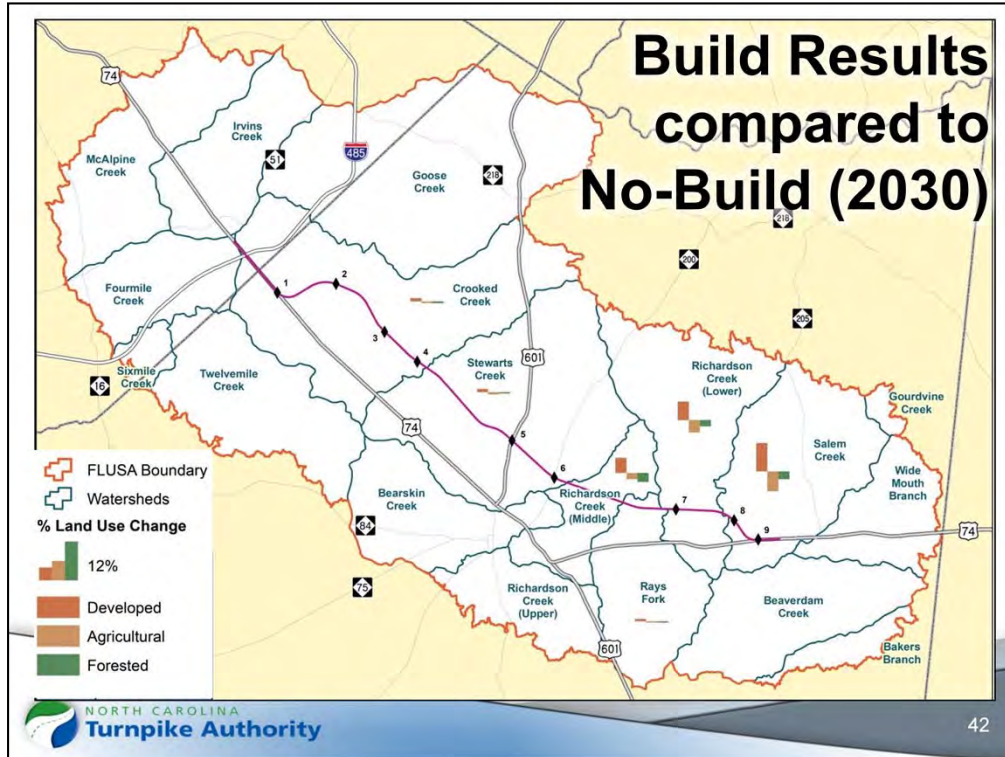 Build Results
compared to
No-Build (2030)
74
Irvins
Creek
51
485
McAlpine
Creek
Goose
Creek
218
218
200
205
Fourmile
Creek
1
2
3
4
Crooked
Creek
Sixmile
Creek
16
Twelvemile
Creek
Stewarts
Creek
601
Richardson
Creek
(Lower)
Gourdvine
Creek
74
5
6
Salem
Creek
Wide
Mouth
Branch
Bearskin
Creek
84
75
Richardson
Creek
(Middle)
7
8
9
74
Richardson
Creek
(Upper)
Rays
Fork
Beaverdam
Creek
601
Bakers
Branch
FLUSA Boundary
Watersheds
% Land Use Change
12%
Developed
Agricultural
Forested
NORTH CAROLINA
Turnpike Authority
42